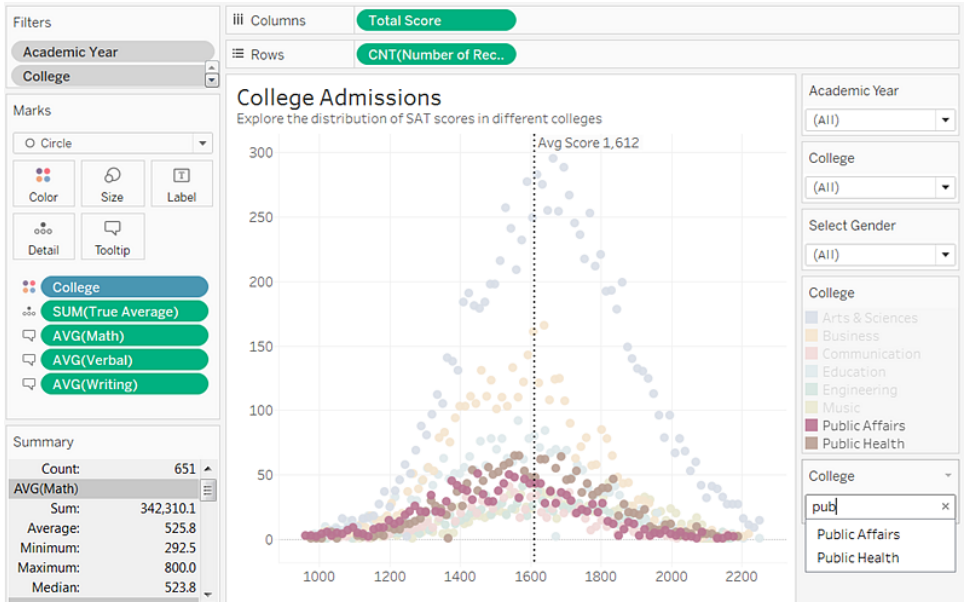 Filters
Academic Year
College
Marks
Circle
Color Size Label
Detail Tooltip
College
SUM(True Average)
AVG(Math)
AVG(Verbal)
AVG(Writing)
Summary
Count: 651
AVG(Math)
Sum: 342,310.1
Average: 525.8
Minimum: 292.5
Maximum: 800.0
Median: 523.8
Columns Total Score
Rows CNT(Number of Rec..
College Admissions
Explore the distribution of SAT scores in different colleges
Avg Score 1,612
300
250
200
150
100
50
0
1000 1200 1400 1600 1800 2000 2200
Academic Year
(All)
College
(All)
Select Gender
(All)
College
Arts & Sciences
Business
Communication
Education
Engineering
Music
Public Affairs
Public Health
College
pub
Public Affairs
Public Health